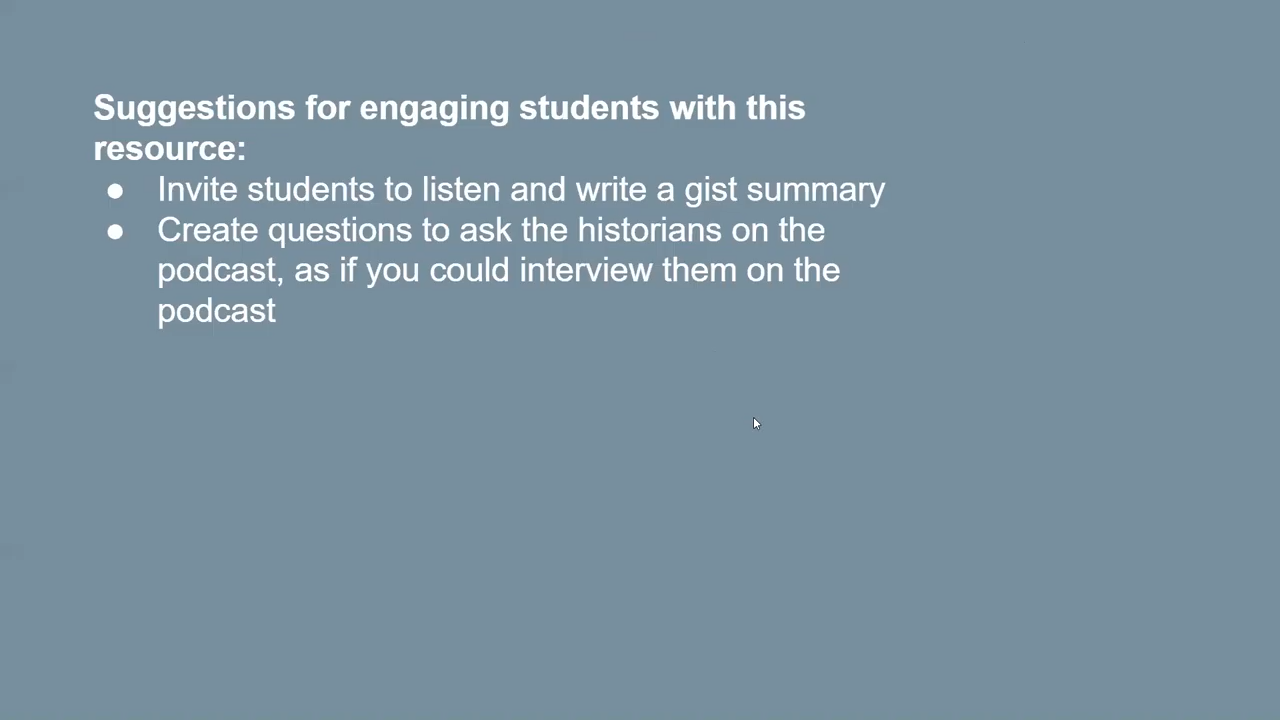 Suggestions for engaging students with this
resource:
● Invite students to listen and write a gist summary
● Create questions to ask the historians on the
podcast, as if you could interview them on the
podcast